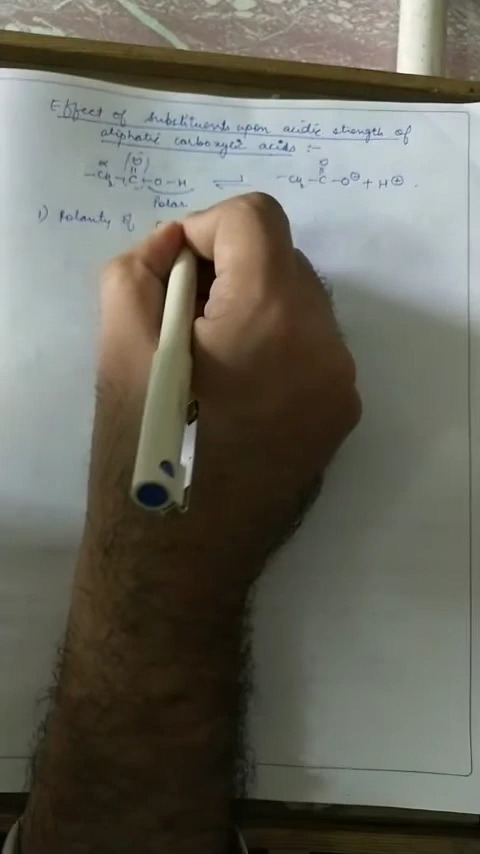 Effect of substituents upon acidic strength of
aliphatic carboxylic acids :-
α O O
-CH2-C-O-H ⇌ -CH2-C-O⊖ + H⊕.
Polar
1) Polarity of